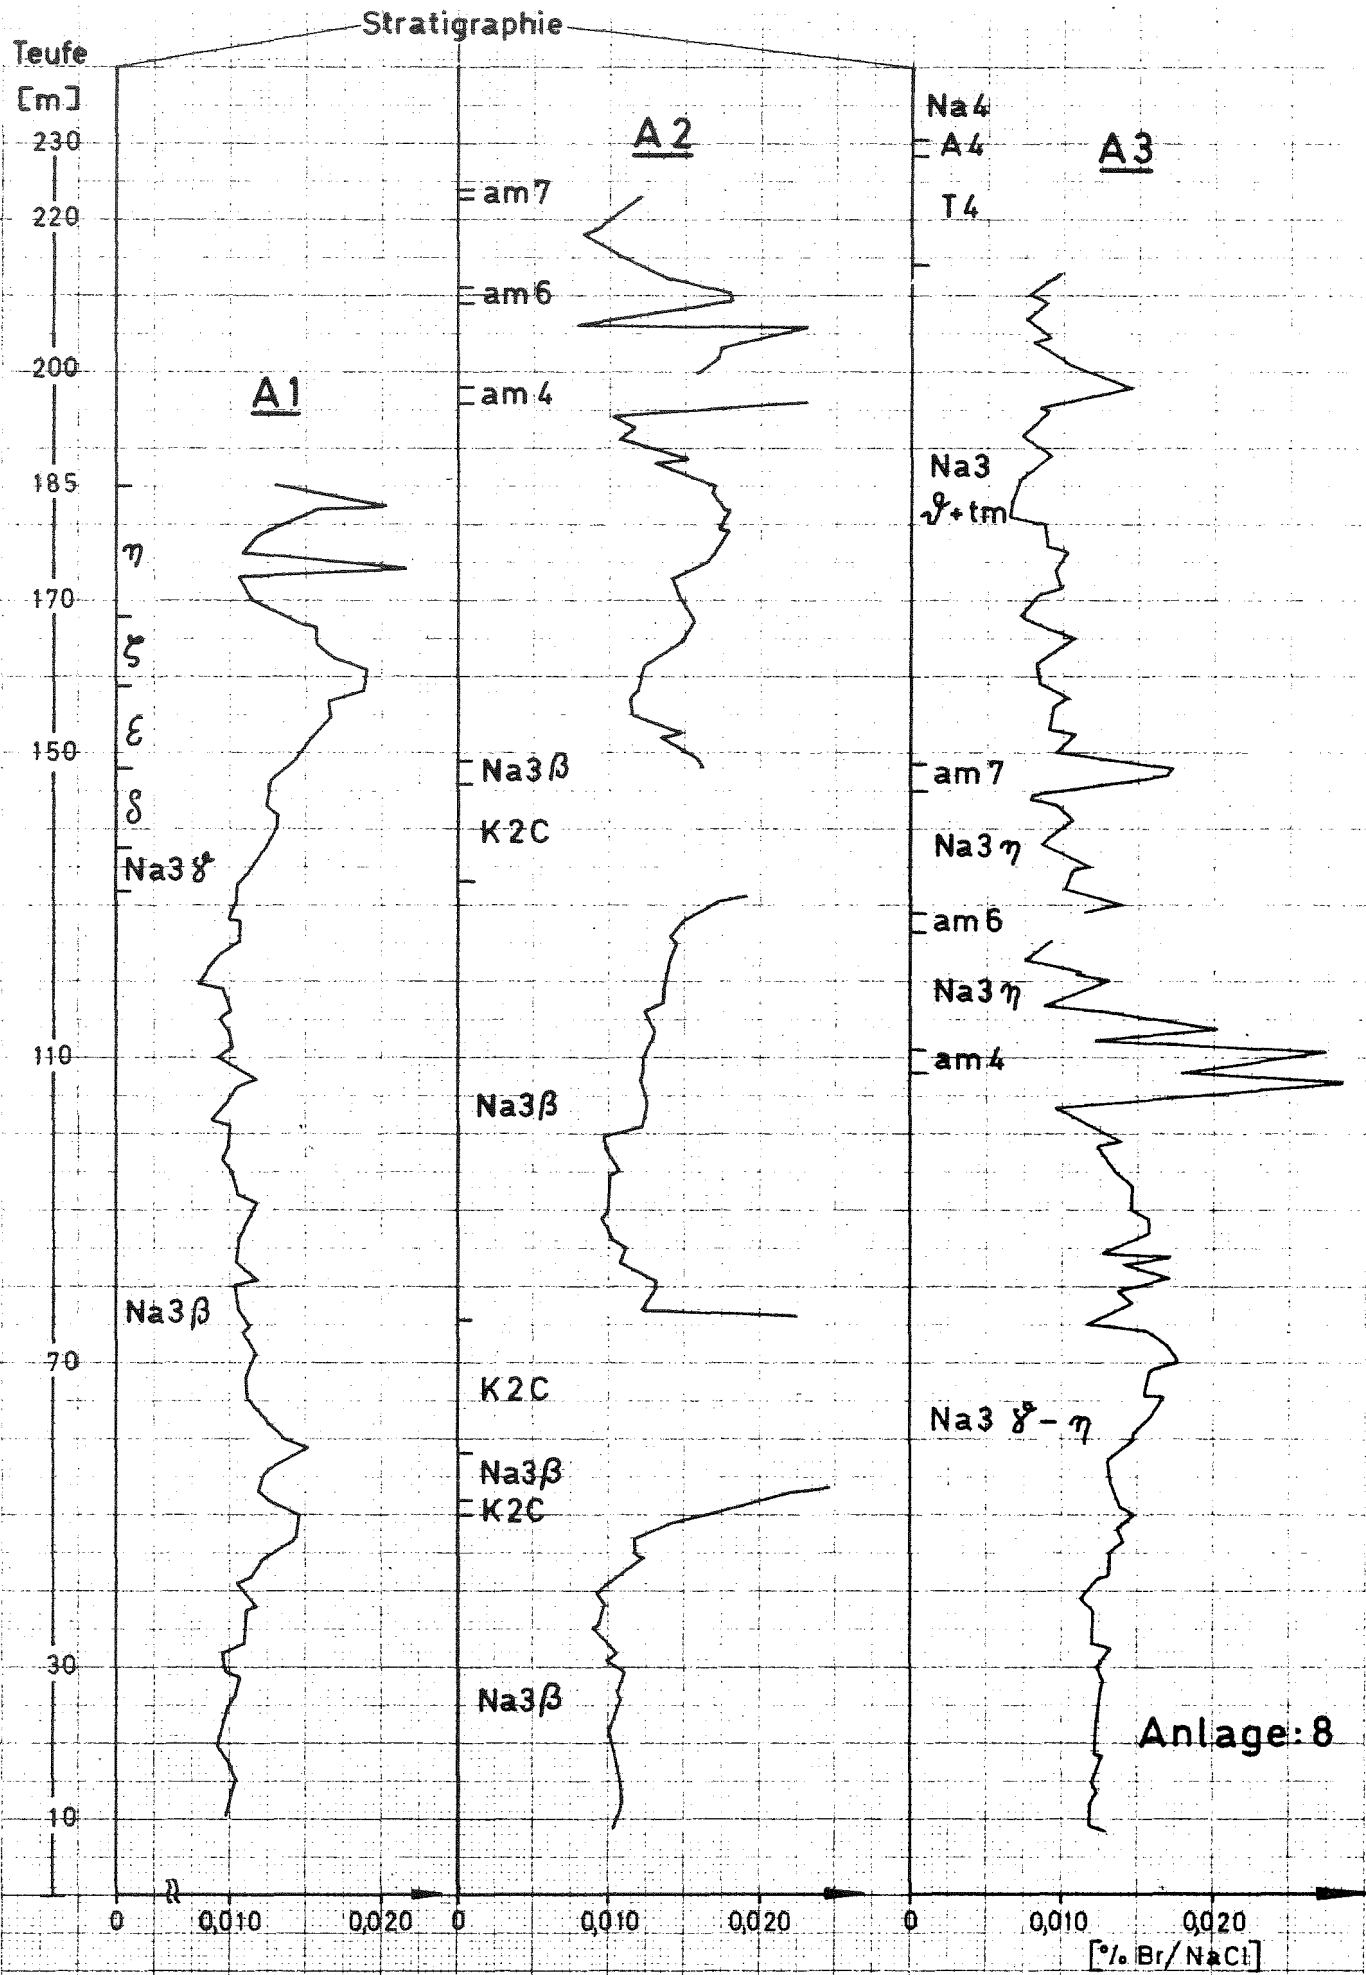 Stratigraphie
Teufe
[m]
230
220
200
185
170
150
110
70
30
10
A1
η
ζ
ε
δ
Na3γ
Na3β
A2
am7
am6
am4
Na3β
K2C
Na3β
K2C
Na3β
K2C
Na3β
A3
Na4
A4
T4
Na3
ϑ+tm
am7
Na3η
am6
Na3η
am4
Na3 γ - η
Anlage: 8
0 0,010 0,020 0 0,010 0,020 0 0,010 0,020
[% Br/NaCl]